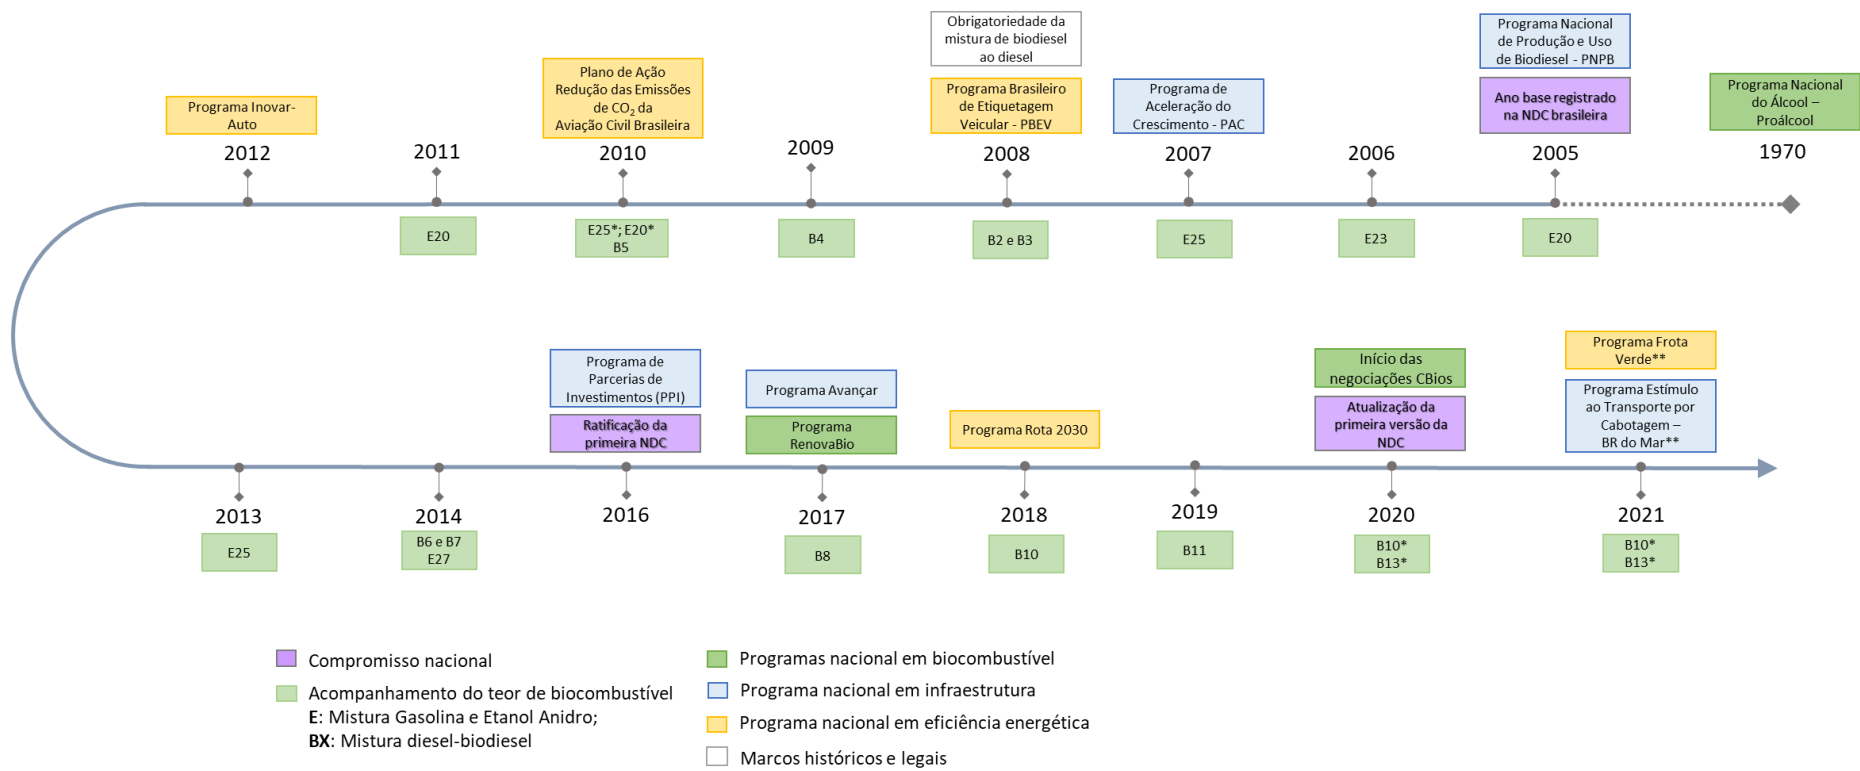 Programa Inovar-
Auto
2012
2011
E20
Plano de Ação
Redução das Emissões
de CO₂ da
Aviação Civil Brasileira
2010
E25*; E20*
B5
2009
B4
Obrigatoriedade da
mistura de biodiesel
ao diesel
Programa Brasileiro
de Etiquetagem
Veicular - PBEV
2008
B2 e B3
Programa de
Aceleração do
Crescimento - PAC
2007
E25
2006
E23
Programa Nacional
de Produção e Uso
de Biodiesel - PNPB
Ano base registrado
na NDC brasileira
2005
E20
Programa Nacional
do Álcool –
Proálcool
1970
2013
E25
2014
B6 e B7
E27
Programa de
Parcerias de
Investimentos (PPI)
Ratificação da
primeira NDC
2016
Programa Avançar
Programa
RenovaBio
2017
B8
Programa Rota 2030
2018
B10
2019
B11
Início das
negociações CBios
Atualização da
primeira versão da
NDC
2020
B10*
B13*
Programa Frota
Verde**
Programa Estímulo
ao Transporte por
Cabotagem –
BR do Mar**
2021
B10*
B13*
Compromisso nacional
Acompanhamento do teor de biocombustível
E: Mistura Gasolina e Etanol Anidro;
BX: Mistura diesel-biodiesel
Programas nacional em biocombustível
Programa nacional em infraestrutura
Programa nacional em eficiência energética
Marcos históricos e legais